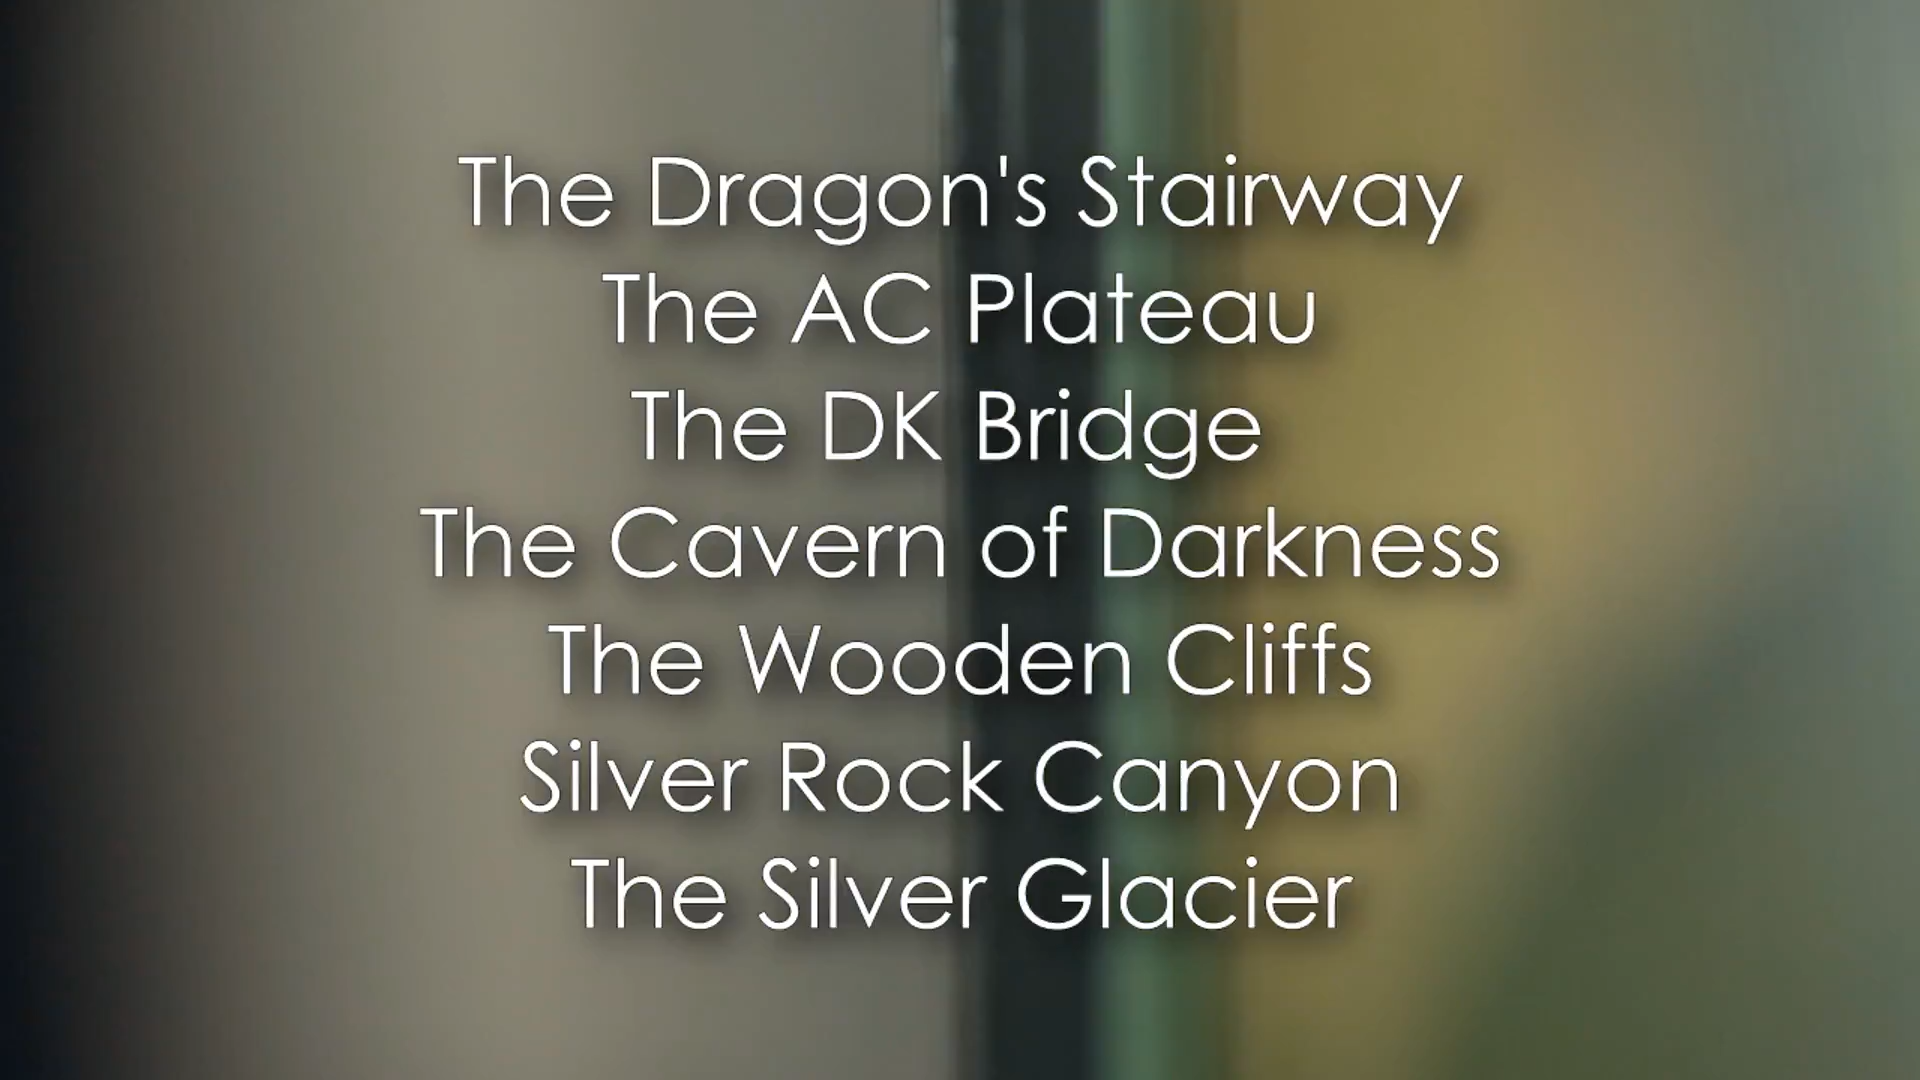 The Dragon's Stairway
The AC Plateau
The DK Bridge
The Cavern of Darkness
The Wooden Cliffs
Silver Rock Canyon
The Silver Glacier